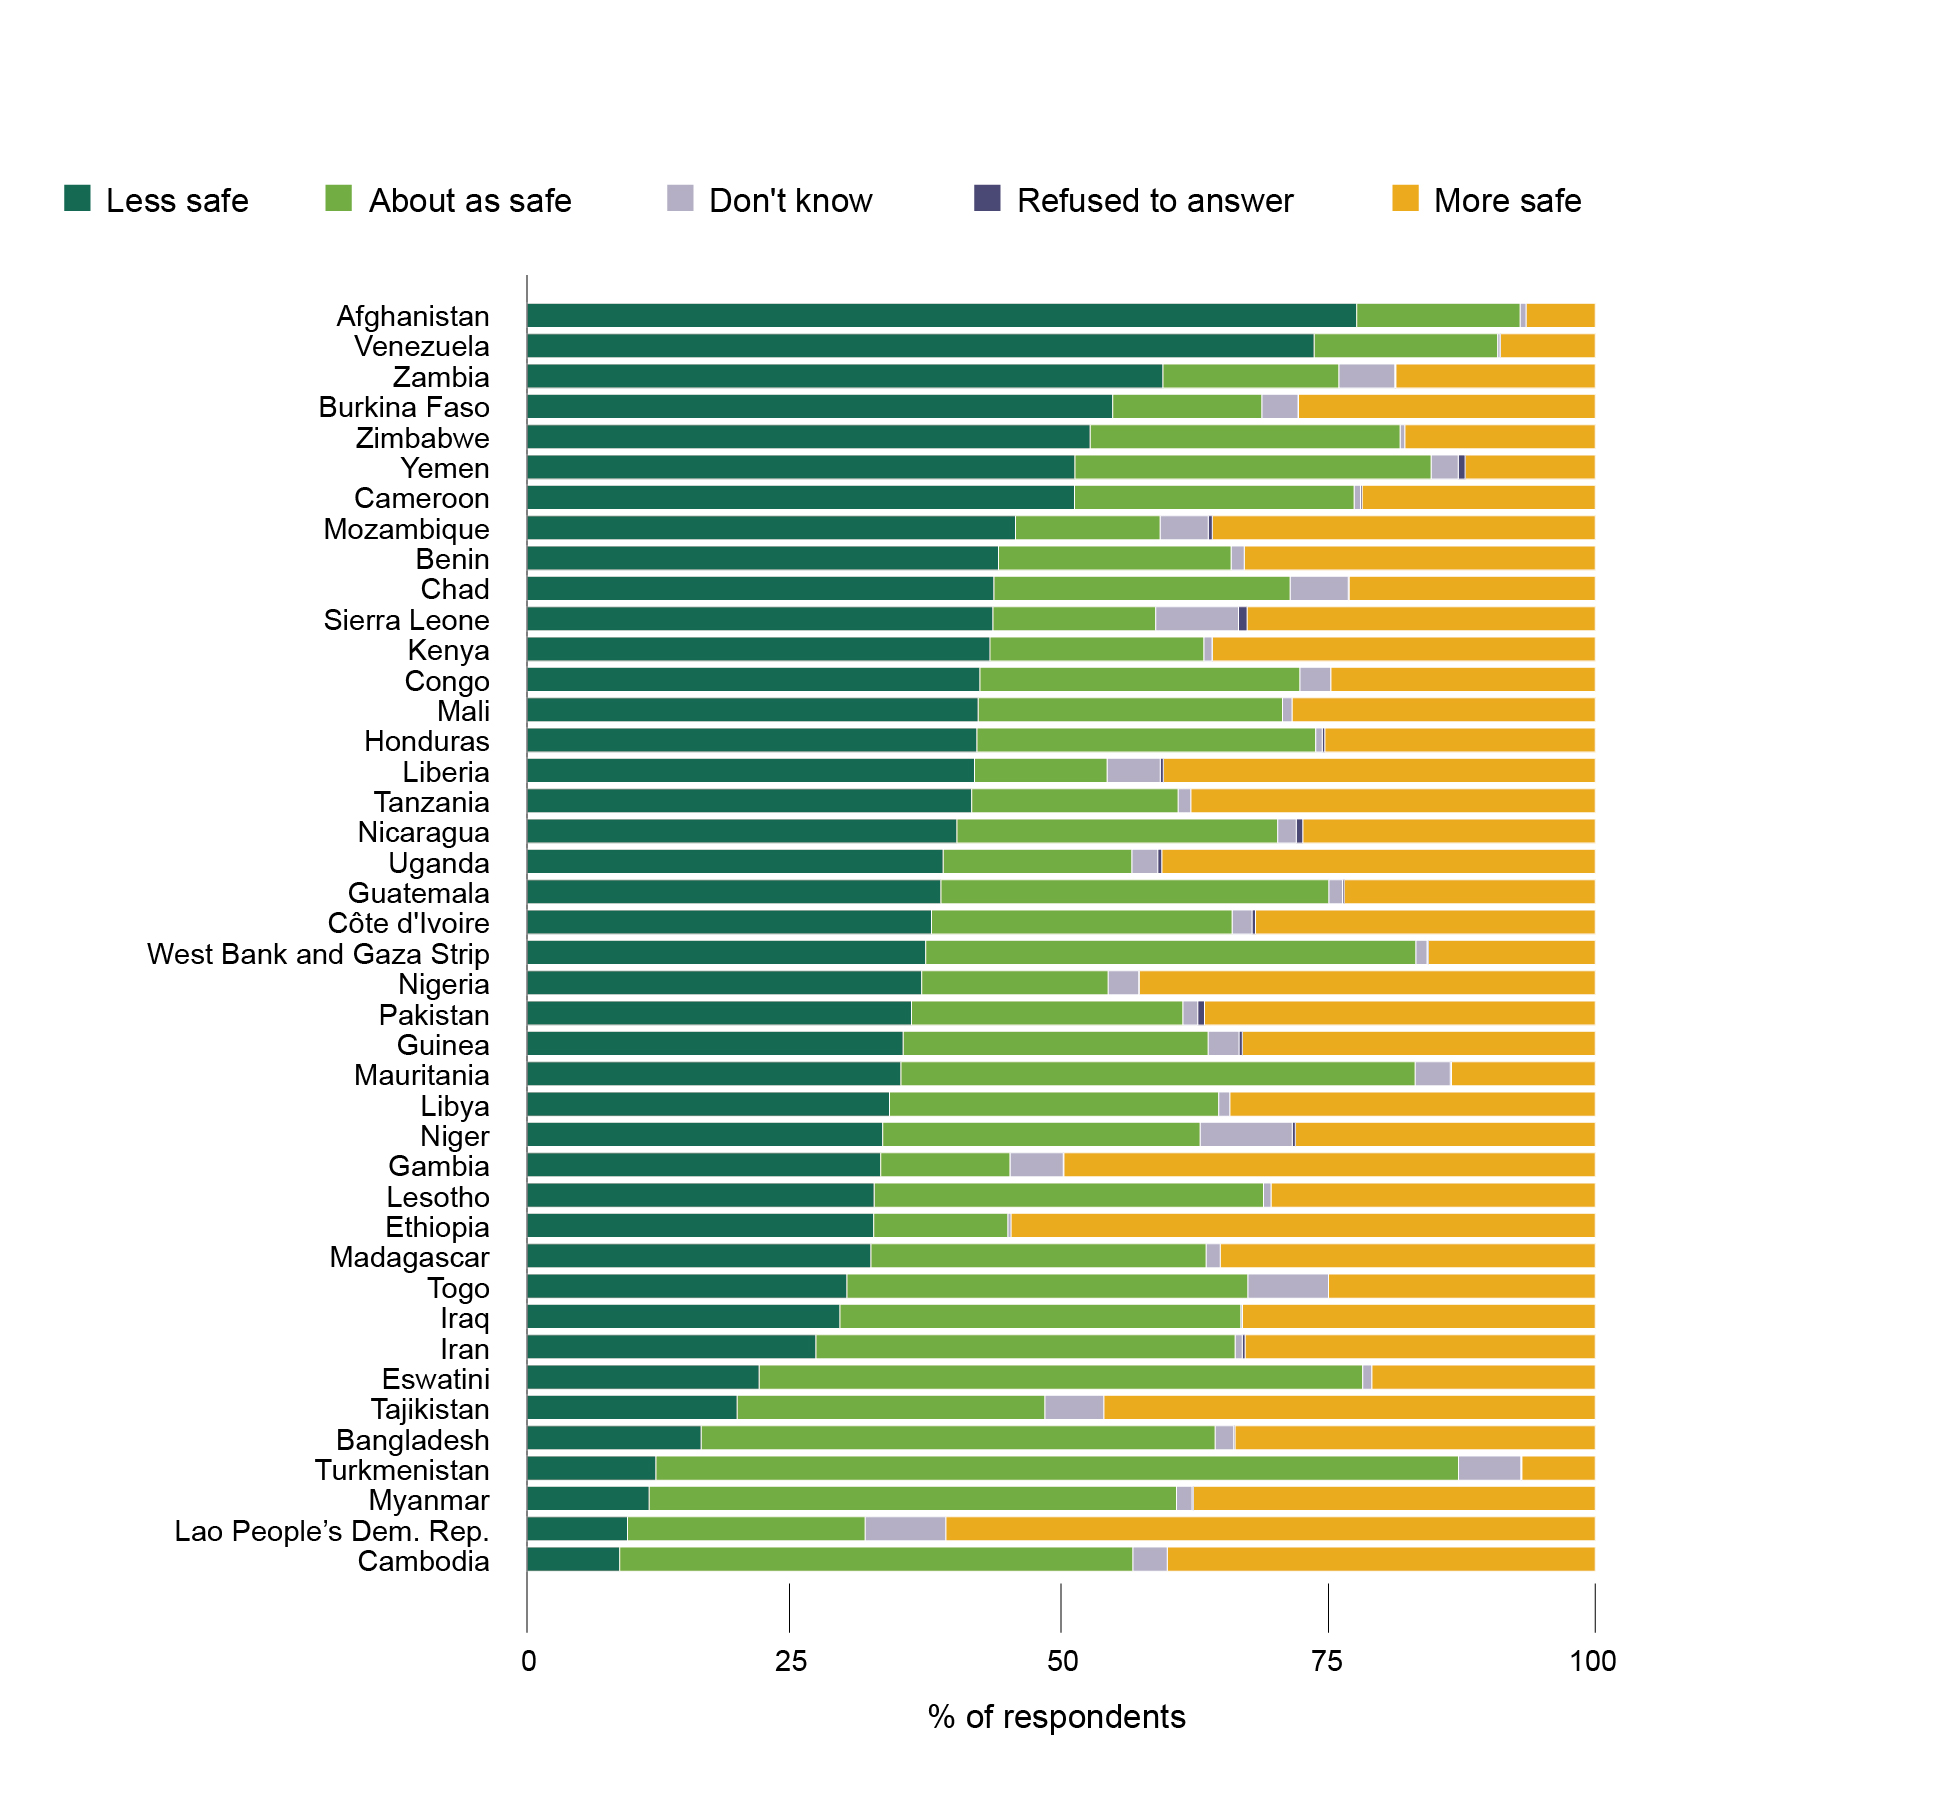 Less safe About as safe Don't know Refused to answer More safe
Afghanistan
Venezuela
Zambia
Burkina Faso
Zimbabwe
Yemen
Cameroon
Mozambique
Benin
Chad
Sierra Leone
Kenya
Congo
Mali
Honduras
Liberia
Tanzania
Nicaragua
Uganda
Guatemala
Côte d'Ivoire
West Bank and Gaza Strip
Nigeria
Pakistan
Guinea
Mauritania
Libya
Niger
Gambia
Lesotho
Ethiopia
Madagascar
Togo
Iraq
Iran
Eswatini
Tajikistan
Bangladesh
Turkmenistan
Myanmar
Lao People’s Dem. Rep.
Cambodia
0 25 50 75 100
% of respondents